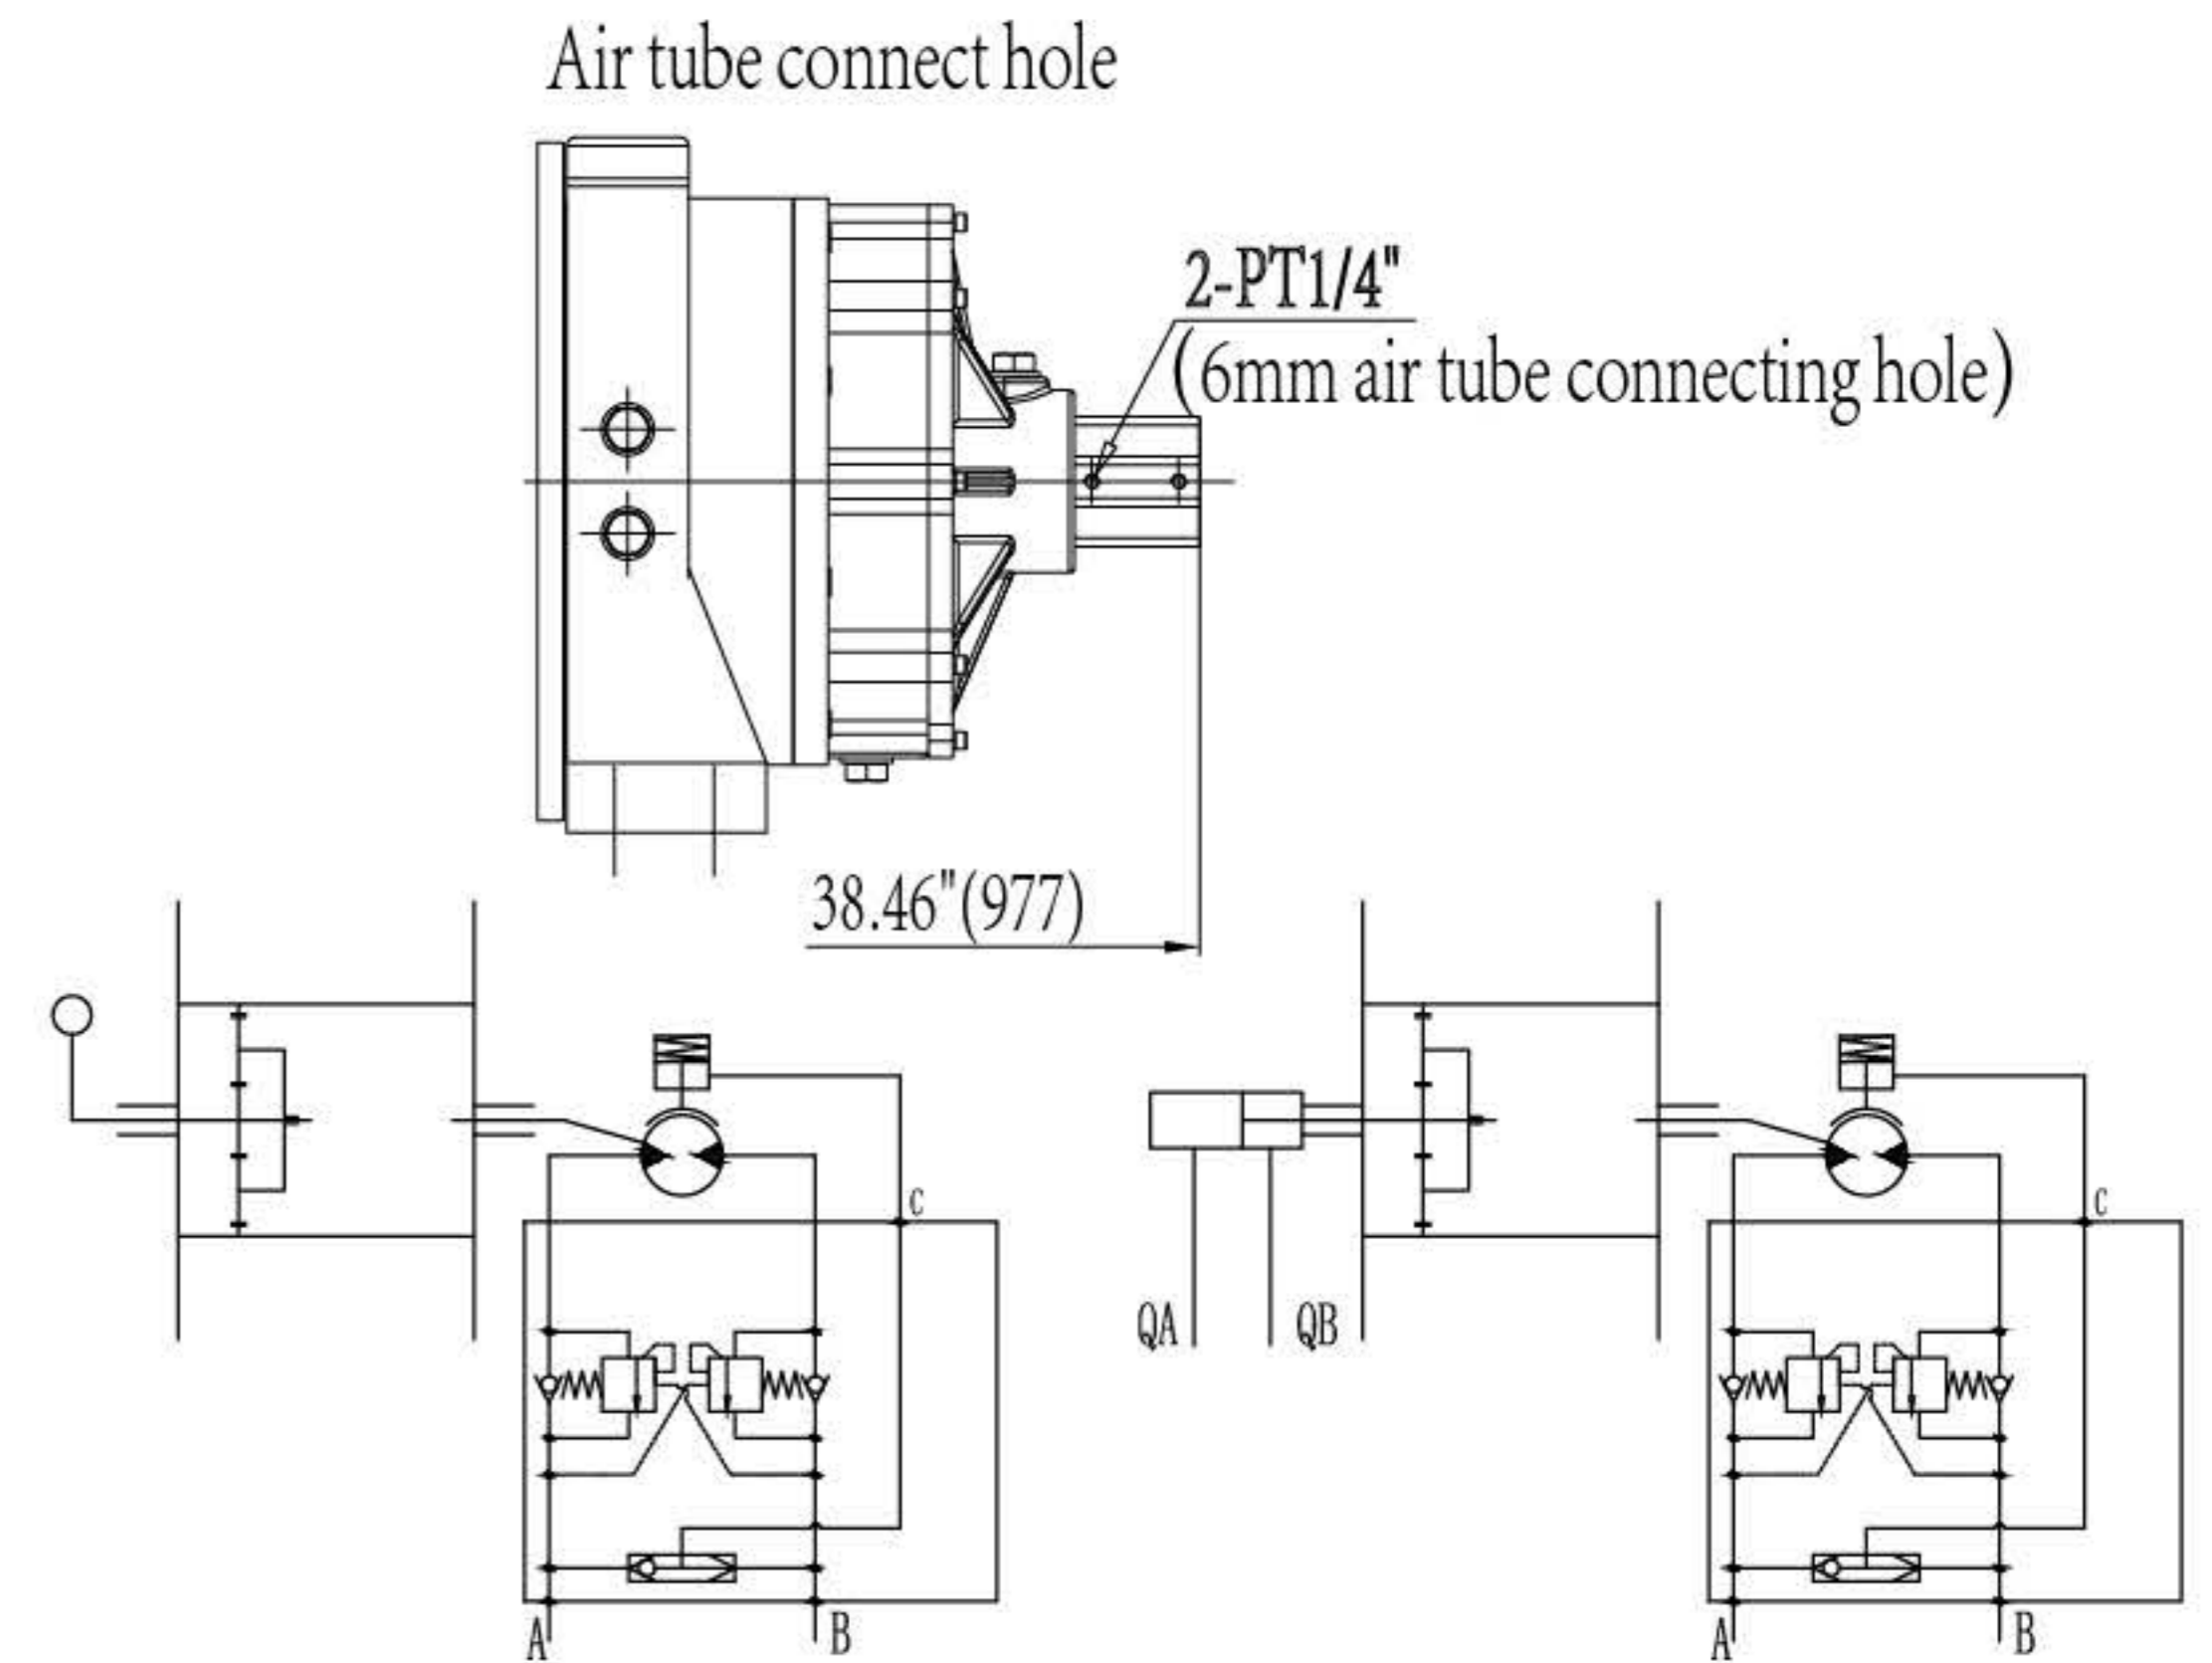 Air tube connect hole
2-PT1/4"
(6mm air tube connecting hole)
38.46"(977)
C
A
B
QA
QB
C
A
B